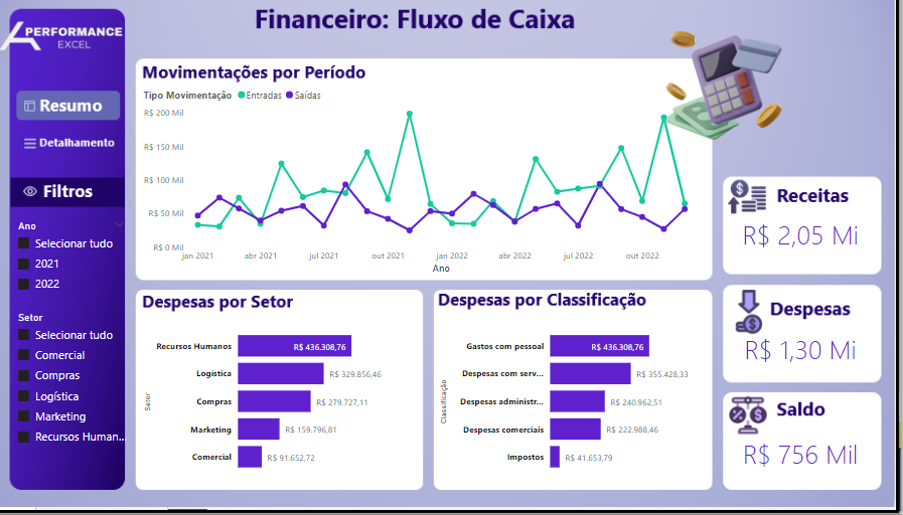 Financeiro: Fluxo de Caixa
PERFORMANCE
EXCEL
Resumo
Detalhamento
Filtros
Ano
Selecionar tudo
2021
2022
Setor
Selecionar tudo
Comercial
Compras
Logística
Marketing
Recursos Human...
Movimentações por Período
Tipo Movimentação Entradas Saídas
R$ 200 Mil
R$ 150 Mil
R$ 100 Mil
R$ 50 Mil
R$ 0 Mil
jan 2021 abr 2021 jul 2021 out 2021 jan 2022 abr 2022 jul 2022 out 2022
Ano
Despesas por Setor
Setor
Recursos Humanos R$ 436.308,76
Logística R$ 329.856,46
Compras R$ 279.727,11
Marketing R$ 159.796,81
Comercial R$ 91.652,72
Despesas por Classificação
Classificação
Gastos com pessoal R$ 436.308,76
Despesas com serv... R$ 355.428,33
Despesas administr... R$ 240.962,51
Despesas comerciais R$ 222.988,46
Impostos R$ 41.653,79
Receitas
R$ 2,05 Mi
Despesas
R$ 1,30 Mi
Saldo
R$ 756 Mil